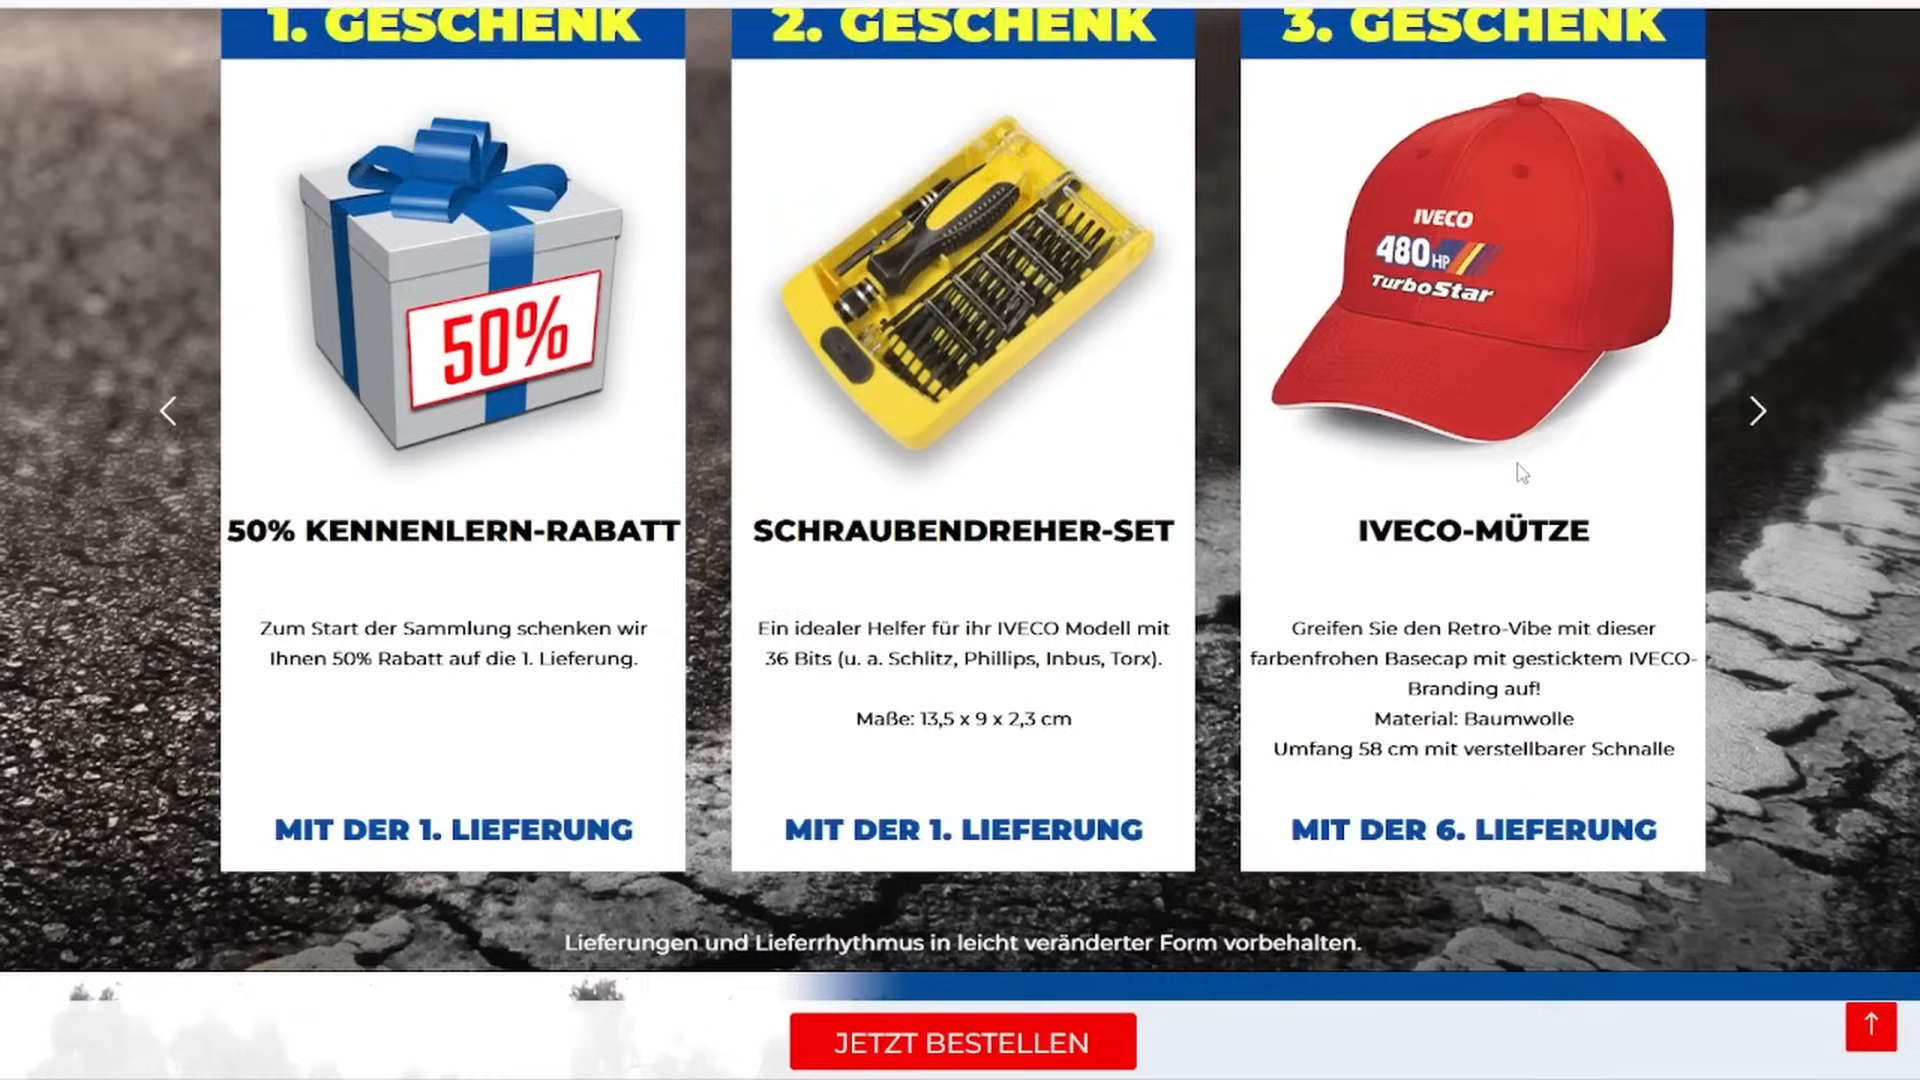 1. GESCHENK
2. GESCHENK
3. GESCHENK
50%
IVECO
480 HP
TurboStar
50% KENNENLERN-RABATT
Zum Start der Sammlung schenken wir
Ihnen 50% Rabatt auf die 1. Lieferung.
MIT DER 1. LIEFERUNG
SCHRAUBENDREHER-SET
Ein idealer Helfer für ihr IVECO Modell mit
36 Bits (u. a. Schlitz, Phillips, Inbus, Torx).
Maße: 13,5 x 9 x 2,3 cm
MIT DER 1. LIEFERUNG
IVECO-MÜTZE
Greifen Sie den Retro-Vibe mit dieser
farbenfrohen Basecap mit gesticktem IVECO-
Branding auf!
Material: Baumwolle
Umfang 58 cm mit verstellbarer Schnalle
MIT DER 6. LIEFERUNG
Lieferungen und Lieferrhythmus in leicht veränderter Form vorbehalten.
JETZT BESTELLEN